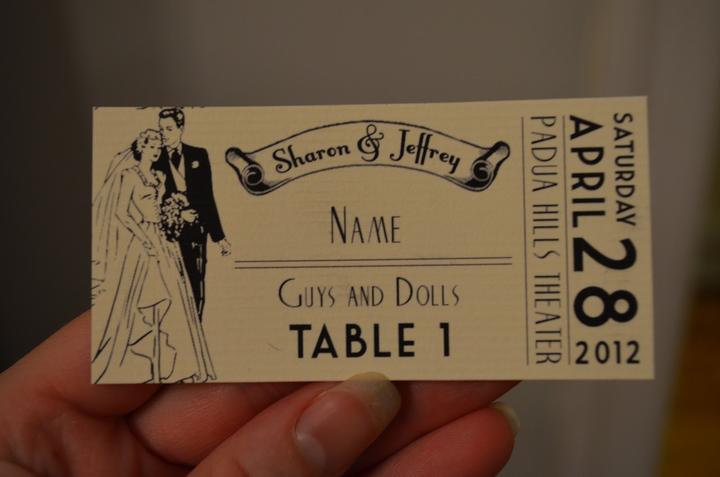 Sharon & Jeffrey
NAME
GUYS AND DOLLS
TABLE 1
PADUA HILLS THEATER
SATURDAY
APRIL 28
2012